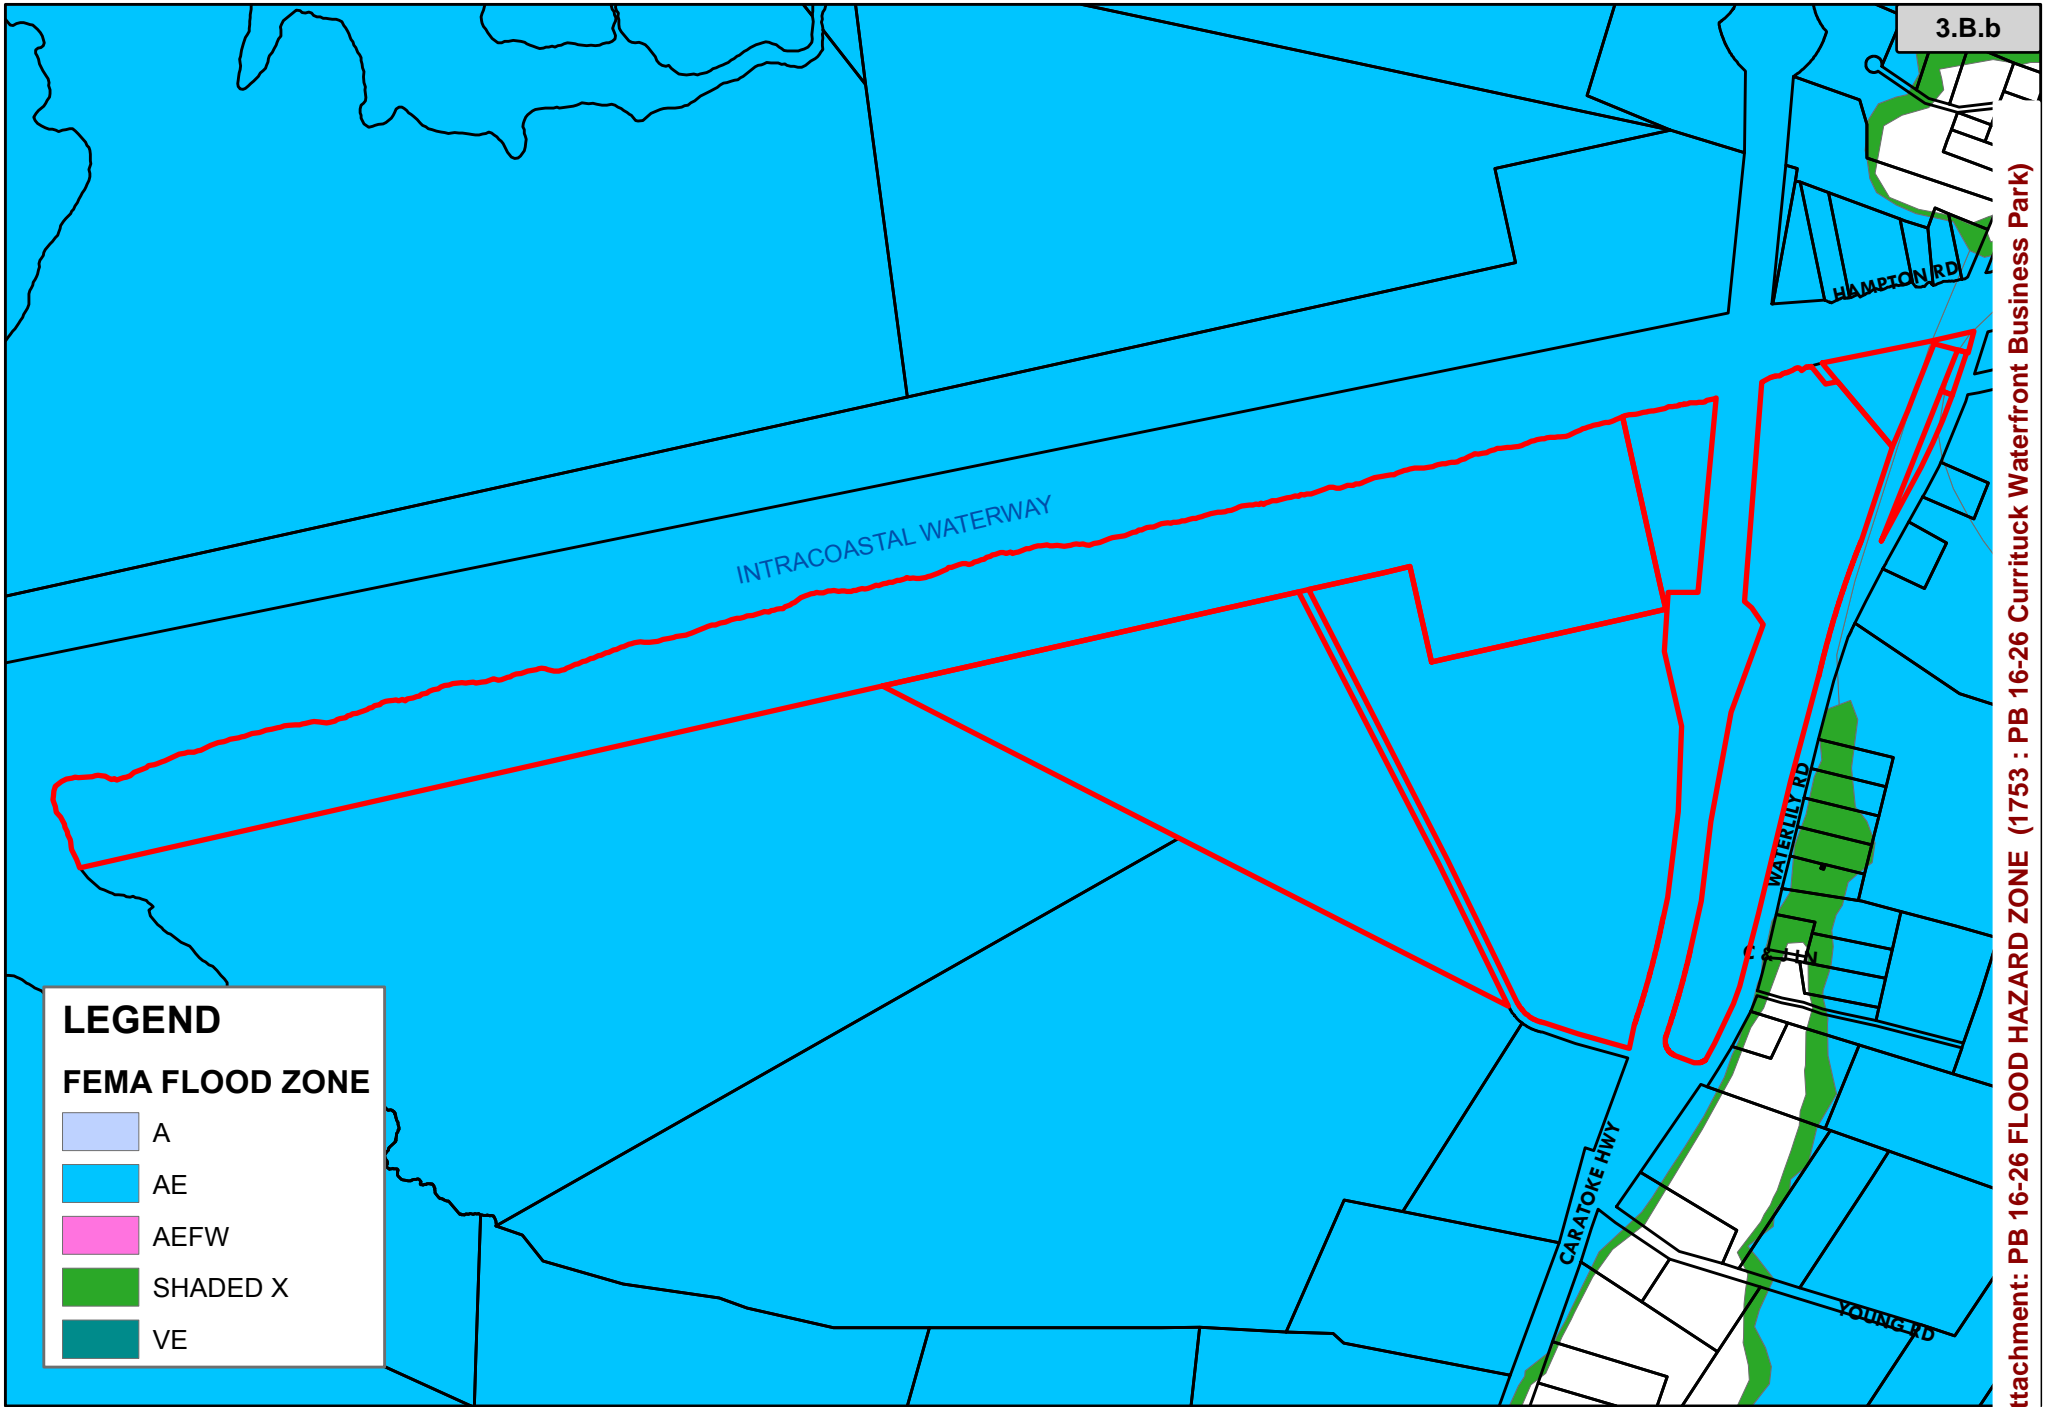 3.B.b
HAMPTON RD
INTRACOASTAL WATERWAY
WATERLILY RD
CARATOKE HWY
YOUNG RD
LEGEND
FEMA FLOOD ZONE
A
AE
AEFW
SHADED X
VE
ttachment: PB 16-26 FLOOD HAZARD ZONE (1753 : PB 16-26 Currituck Waterfront Business Park)